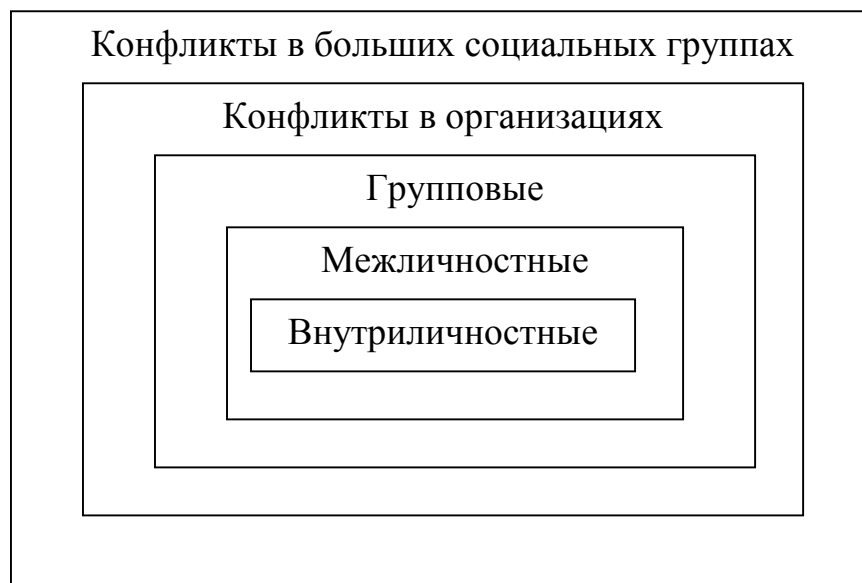 Конфликты в больших социальных группах
Конфликты в организациях
Групповые
Межличностные
Внутриличностные